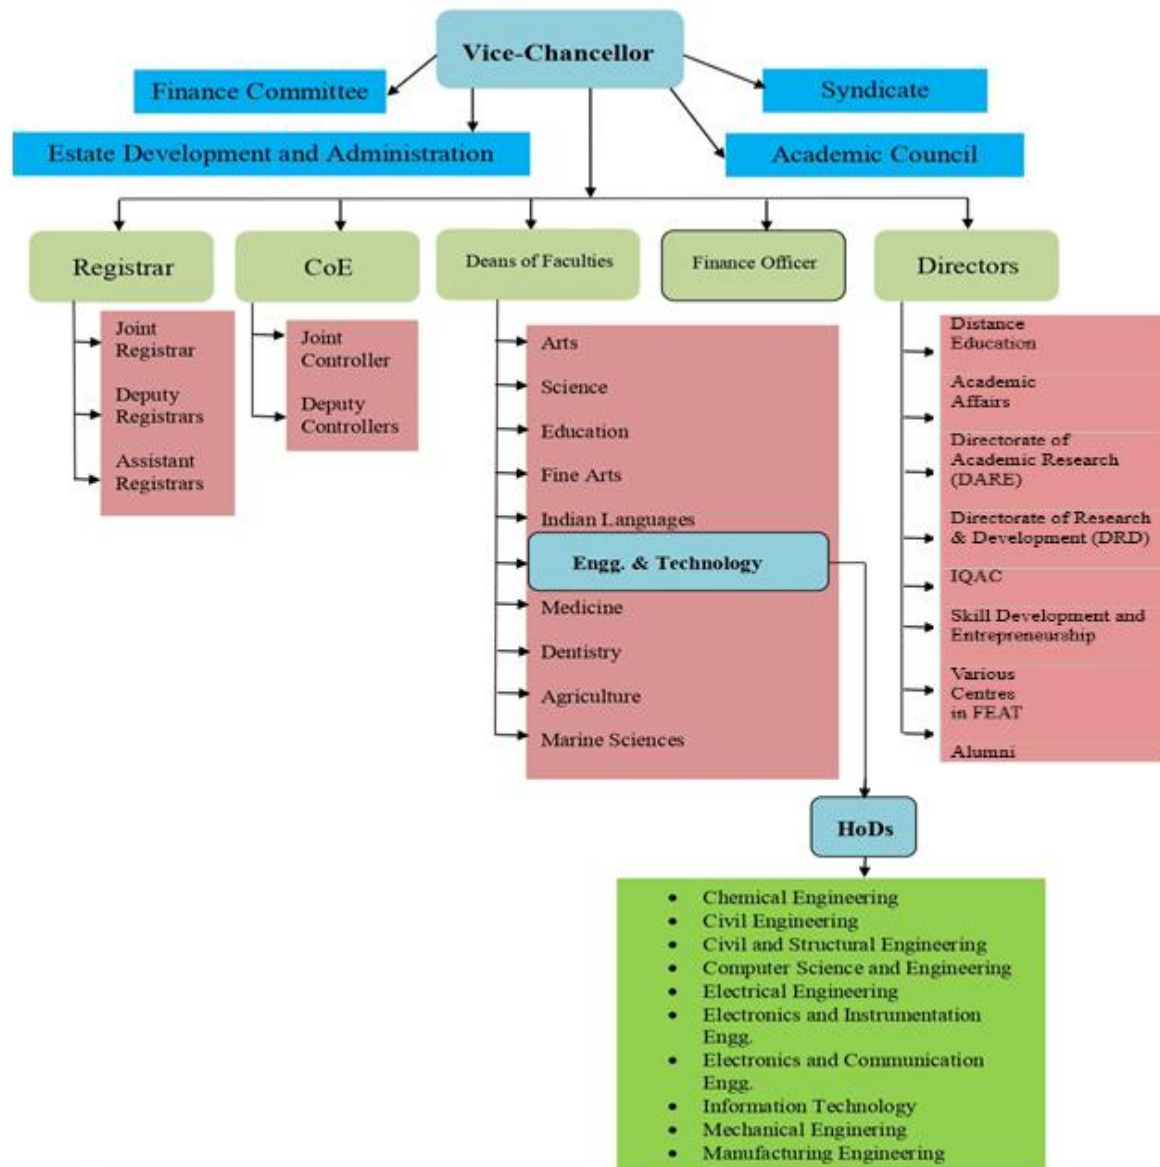 Vice-Chancellor
Finance Committee
Syndicate
Estate Development and Administration
Academic Council
Registrar
CoE
Deans of Faculties
Finance Officer
Directors
Joint
Registrar
Deputy
Registrars
Assistant
Registrars
Joint
Controller
Deputy
Controllers
Arts
Science
Education
Fine Arts
Indian Languages
Engg. & Technology
Medicine
Dentistry
Agriculture
Marine Sciences
Distance
Education
Academic
Affairs
Directorate of
Academic Research
(DARE)
Directorate of Research
& Development (DRD)
IQAC
Skill Development and
Entrepreneurship
Various
Centres
in FEAT
Alumni
HoDs
• Chemical Engineering
• Civil Engineering
• Civil and Structural Engineering
• Computer Science and Engineering
• Electrical Engineering
• Electronics and Instrumentation
Engg.
• Electronics and Communication
Engg.
• Information Technology
• Mechanical Enginering
• Manufacturing Engineering